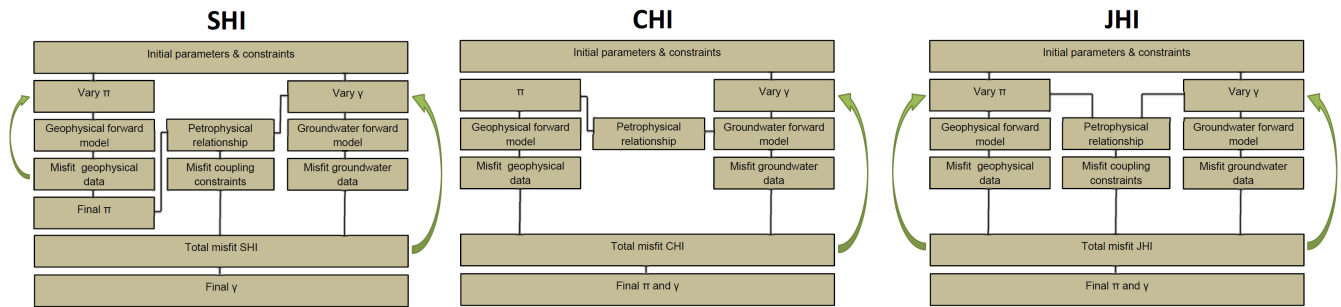 SHI
Initial parameters & constraints
Vary π
Vary γ
Geophysical forward
model
Petrophysical
relationship
Groundwater forward
model
Misfit geophysical
data
Misfit coupling
constraints
Misfit groundwater
data
Final π
Total misfit SHI
Final γ
CHI
Initial parameters & constraints
π
Vary γ
Geophysical forward
model
Petrophysical
relationship
Groundwater forward
model
Misfit geophysical
data
Misfit groundwater
data
Total misfit CHI
Final π and γ
JHI
Initial parameters & constraints
Vary π
Vary γ
Geophysical forward
model
Petrophysical
relationship
Groundwater forward
model
Misfit geophysical
data
Misfit coupling
constraints
Misfit groundwater
data
Total misfit JHI
Final π and γ